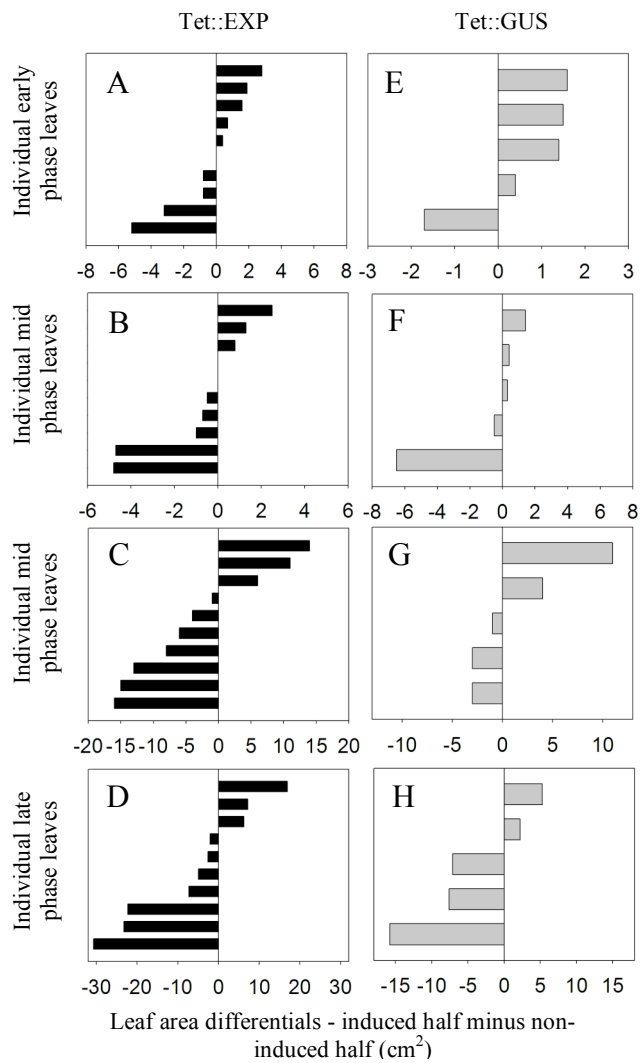 Tet::EXP Tet::GUS
Individual early
phase leaves
A
-8 -6 -4 -2 0 2 4 6 8
E
-3 -2 -1 0 1 2 3
Individual mid
phase leaves
B
-6 -4 -2 0 2 4 6
F
-8 -6 -4 -2 0 2 4 6 8
Individual mid
phase leaves
C
-20 -15 -10 -5 0 5 10 15 20
G
-10 -5 0 5 10
Individual late
phase leaves
D
-30 -20 -10 0 10 20 30
H
-15 -10 -5 0 5 10 15
Leaf area differentials - induced half minus non-
induced half (cm²)